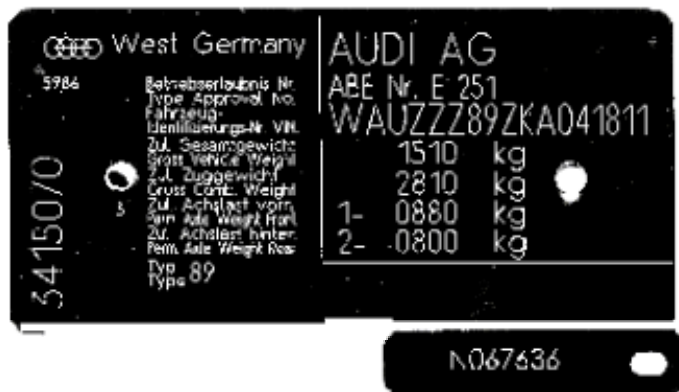 West Germany
5986
Betriebserlaubnis Nr.
Type Approval No.
Fahrzeug-
Identifizierungs-Nr. VIN.
Zul. Gesamtgewicht
Gross Vehicle Weight
Zul. Zuggewicht
Gross Comb. Weight
Zul. Achslast vorn
Perm. Axle Weight Front
Zul. Achslast hinten
Perm. Axle Weight Rear
Typ
Type 89
34150/0
3
AUDI AG
ABE Nr. E 251
WAUZZZ89ZKA041811
1510 kg
2810 kg
1- 0880 kg
2- 0800 kg
N067636